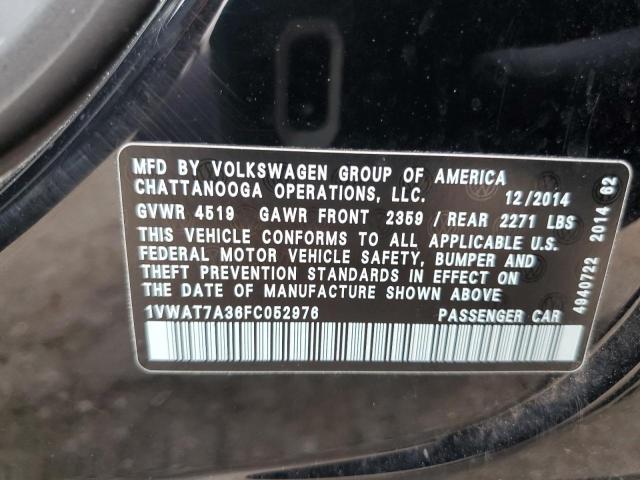 MFD BY VOLKSWAGEN GROUP OF AMERICA
CHATTANOOGA OPERATIONS, LLC. 12/2014
GVWR 4519 GAWR FRONT 2359 / REAR 2271 LBS
THIS VEHICLE CONFORMS TO ALL APPLICABLE U.S.
FEDERAL MOTOR VEHICLE SAFETY, BUMPER AND
THEFT PREVENTION STANDARDS IN EFFECT ON
THE DATE OF MANUFACTURE SHOWN ABOVE
1VWAT7A36FC052976 PASSENGER CAR
4940722 2014 62